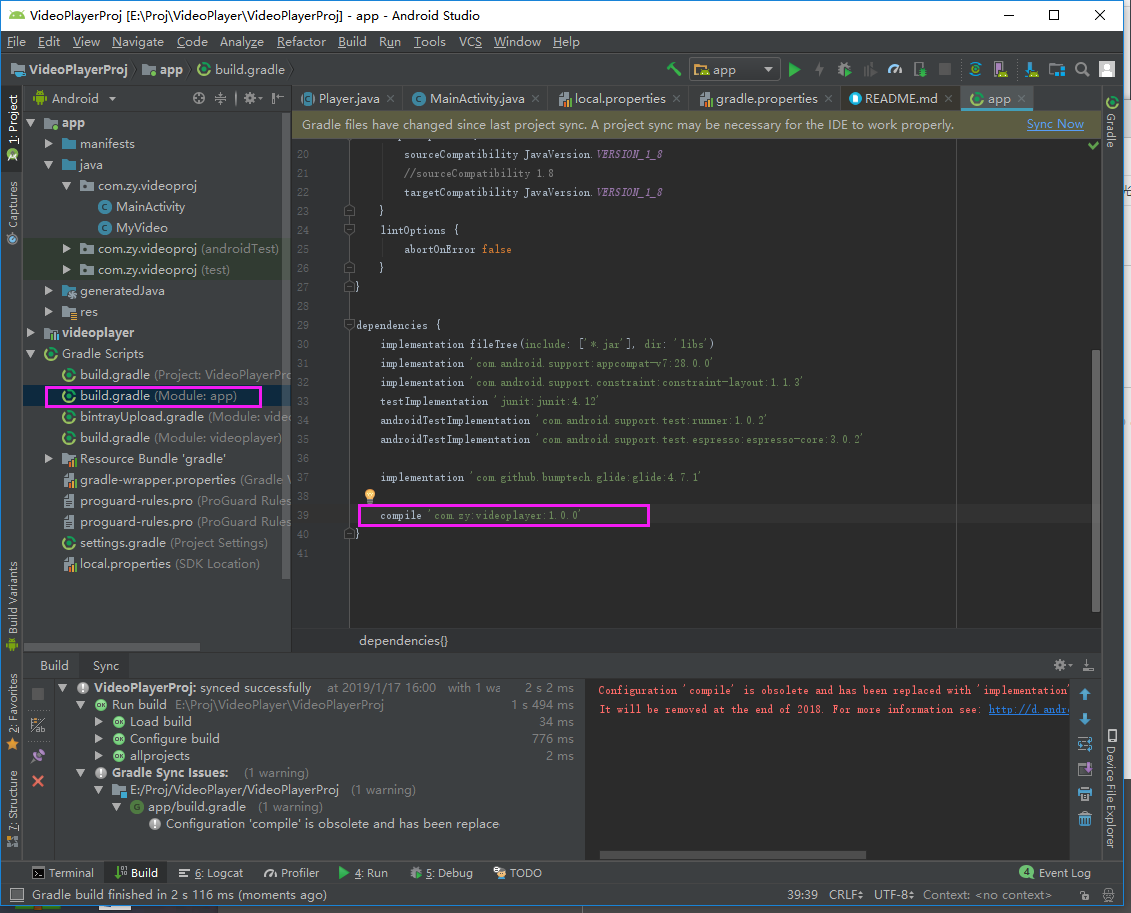 VideoPlayerProj [E:\Proj\VideoPlayer\VideoPlayerProj] - app - Android Studio
File Edit View Navigate Code Analyze Refactor Build Run Tools VCS Window Help
VideoPlayerProj app build.gradle app
Android Player.java MainActivity.java local.properties gradle.properties README.md app
Gradle files have changed since last project sync. A project sync may be necessary for the IDE to work properly. Sync Now
1: Project
Captures
Build Variants
2: Favorites
7: Structure
app
manifests
java
com.zy.videoproj
MainActivity
MyVideo
com.zy.videoproj (androidTest)
com.zy.videoproj (test)
generatedJava
res
videoplayer
Gradle Scripts
build.gradle (Project: VideoPlayerPro
build.gradle (Module: app)
bintrayUpload.gradle (Module: vide
build.gradle (Module: videoplayer)
Resource Bundle 'gradle'
gradle-wrapper.properties (Gradle V
proguard-rules.pro (ProGuard Rules
proguard-rules.pro (ProGuard Rules
settings.gradle (Project Settings)
local.properties (SDK Location)
20 sourceCompatibility JavaVersion.VERSION_1_8
21 //sourceCompatibility 1.8
22 targetCompatibility JavaVersion.VERSION_1_8
23 }
24 lintOptions {
25 abortOnError false
26 }
27 }
28
29 dependencies {
30 implementation fileTree(include: ['*.jar'], dir: 'libs')
31 implementation 'com.android.support:appcompat-v7:28.0.0'
32 implementation 'com.android.support.constraint:constraint-layout:1.1.3'
33 testImplementation 'junit:junit:4.12'
34 androidTestImplementation 'com.android.support.test:runner:1.0.2'
35 androidTestImplementation 'com.android.support.test.espresso:espresso-core:3.0.2'
36
37 implementation 'com.github.bumptech.glide:glide:4.7.1'
38
39 compile 'com.zy:videoplayer:1.0.0'
40 }
41
dependencies{}
Gradle
Device File Explorer
Build Sync
VideoPlayerProj: synced successfully at 2019/1/17 16:00 with 1 wa 2 s 2 ms
Run build E:\Proj\VideoPlayer\VideoPlayerProj 1 s 494 ms
Load build 34 ms
Configure build 776 ms
allprojects 2 ms
Gradle Sync Issues: (1 warning)
E:/Proj/VideoPlayer/VideoPlayerProj (1 warning)
app/build.gradle (1 warning)
Configuration 'compile' is obsolete and has been replace
Configuration 'compile' is obsolete and has been replaced with 'implementation'
It will be removed at the end of 2018. For more information see: http://d.andro
Terminal Build 6: Logcat Profiler 4: Run 5: Debug TODO 4 Event Log
Gradle build finished in 2 s 116 ms (moments ago) 39:39 CRLF UTF-8 Context: <no context>